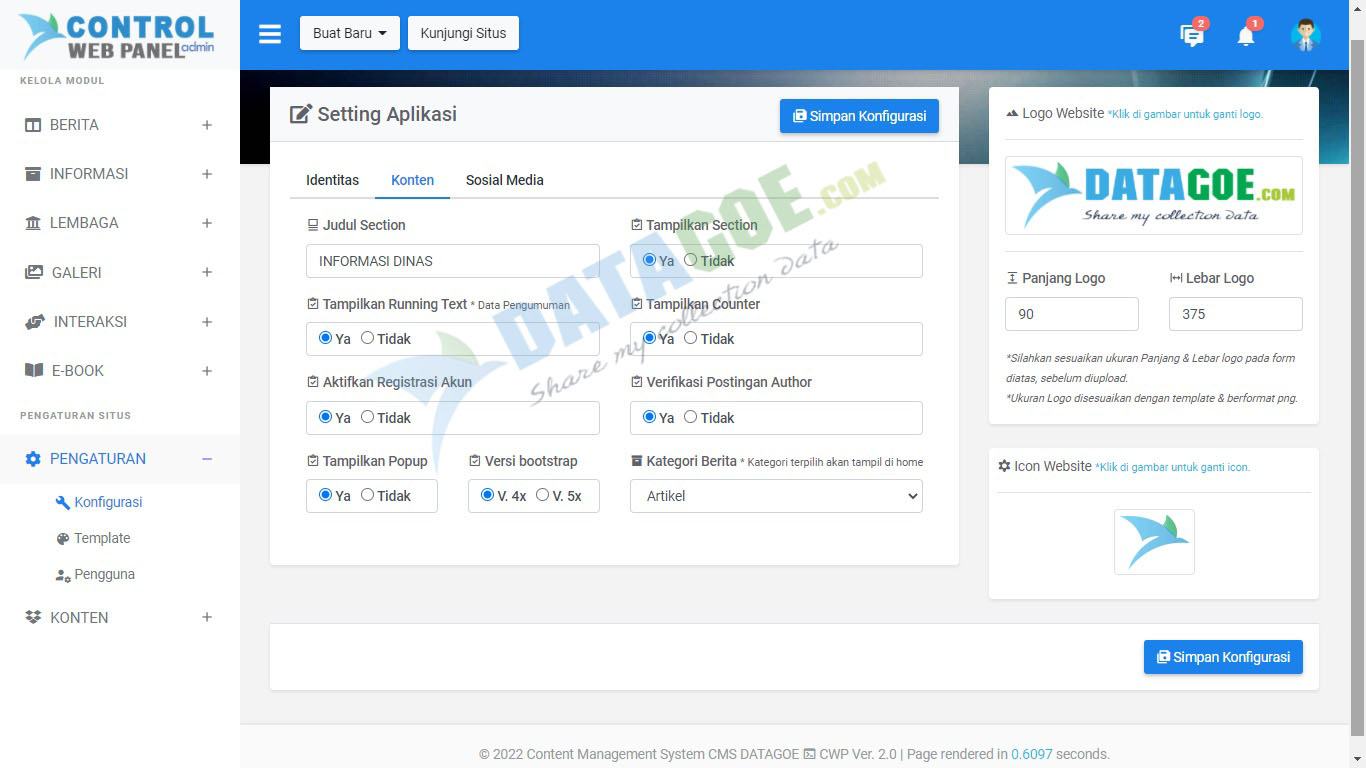 CONTROL
WEB PANEL admin
Buat Baru
Kunjungi Situs
2
1
KELOLA MODUL
BERITA
INFORMASI
LEMBAGA
GALERI
INTERAKSI
E-BOOK
PENGATURAN SITUS
PENGATURAN
Konfigurasi
Template
Pengguna
KONTEN
Setting Aplikasi
Simpan Konfigurasi
Identitas Konten Sosial Media
Judul Section
INFORMASI DINAS
Tampilkan Section
Ya Tidak
Tampilkan Running Text * Data Pengumuman
Ya Tidak
Tampilkan Counter
Ya Tidak
Aktifkan Registrasi Akun
Ya Tidak
Verifikasi Postingan Author
Ya Tidak
Tampilkan Popup
Ya Tidak
Versi bootstrap
V. 4x V. 5x
Kategori Berita * Kategori terpilih akan tampil di home
Artikel
DATAGOE.COM
Share my collection data
Logo Website *Klik di gambar untuk ganti logo.
DATAGOE.COM
Share my collection data
Panjang Logo
90
Lebar Logo
375
*Silahkan sesuaikan ukuran Panjang & Lebar logo pada form
diatas, sebelum diupload.
*Ukuran Logo disesuaikan dengan template & berformat png.
Icon Website *Klik di gambar untuk ganti icon.
Simpan Konfigurasi
© 2022 Content Management System CMS DATAGOE CWP Ver. 2.0 | Page rendered in 0.6097 seconds.